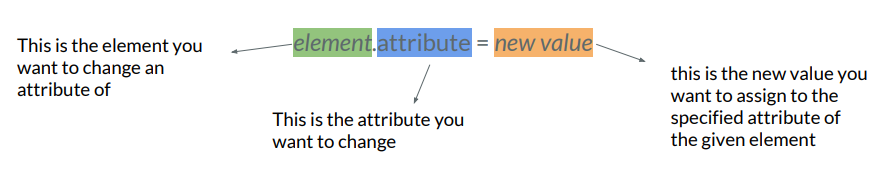 element.attribute = new value
This is the element you
want to change an
attribute of
This is the attribute you
want to change
this is the new value you
want to assign to the
specified attribute of
the given element